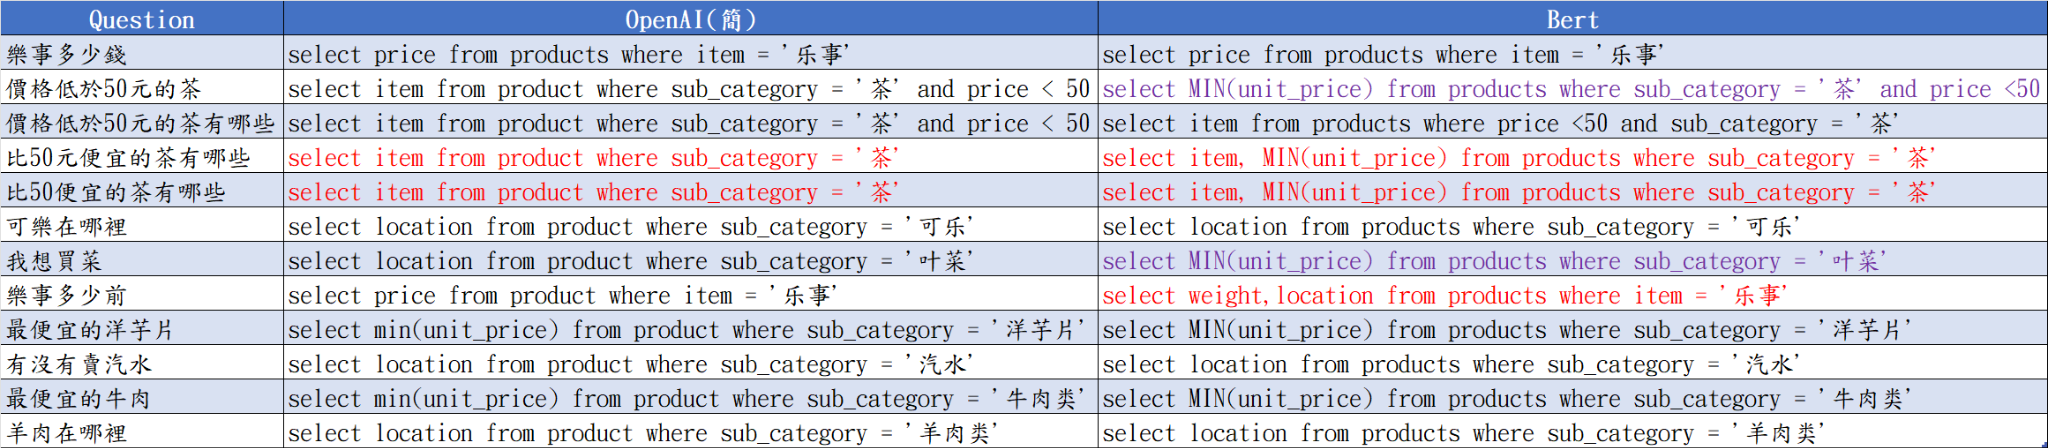 Question OpenAI(簡) Bert
樂事多少錢 select price from products where item = '乐事' select price from products where item = '乐事'
價格低於50元的茶 select item from product where sub_category = '茶' and price < 50 select MIN(unit_price) from products where sub_category = '茶' and price <50
價格低於50元的茶有哪些 select item from product where sub_category = '茶' and price < 50 select item from products where price <50 and sub_category = '茶'
比50元便宜的茶有哪些 select item from product where sub_category = '茶' select item, MIN(unit_price) from products where sub_category = '茶'
比50便宜的茶有哪些 select item from product where sub_category = '茶' select item, MIN(unit_price) from products where sub_category = '茶'
可樂在哪裡 select location from product where sub_category = '可乐' select location from products where sub_category = '可乐'
我想買菜 select location from product where sub_category = '叶菜' select MIN(unit_price) from products where sub_category = '叶菜'
樂事多少前 select price from product where item = '乐事' select weight,location from products where item = '乐事'
最便宜的洋芋片 select min(unit_price) from product where sub_category = '洋芋片' select MIN(unit_price) from products where sub_category = '洋芋片'
有沒有賣汽水 select location from product where sub_category = '汽水' select location from products where sub_category = '汽水'
最便宜的牛肉 select min(unit_price) from product where sub_category = '牛肉类' select MIN(unit_price) from products where sub_category = '牛肉类'
羊肉在哪裡 select location from product where sub_category = '羊肉类' select location from products where sub_category = '羊肉类'